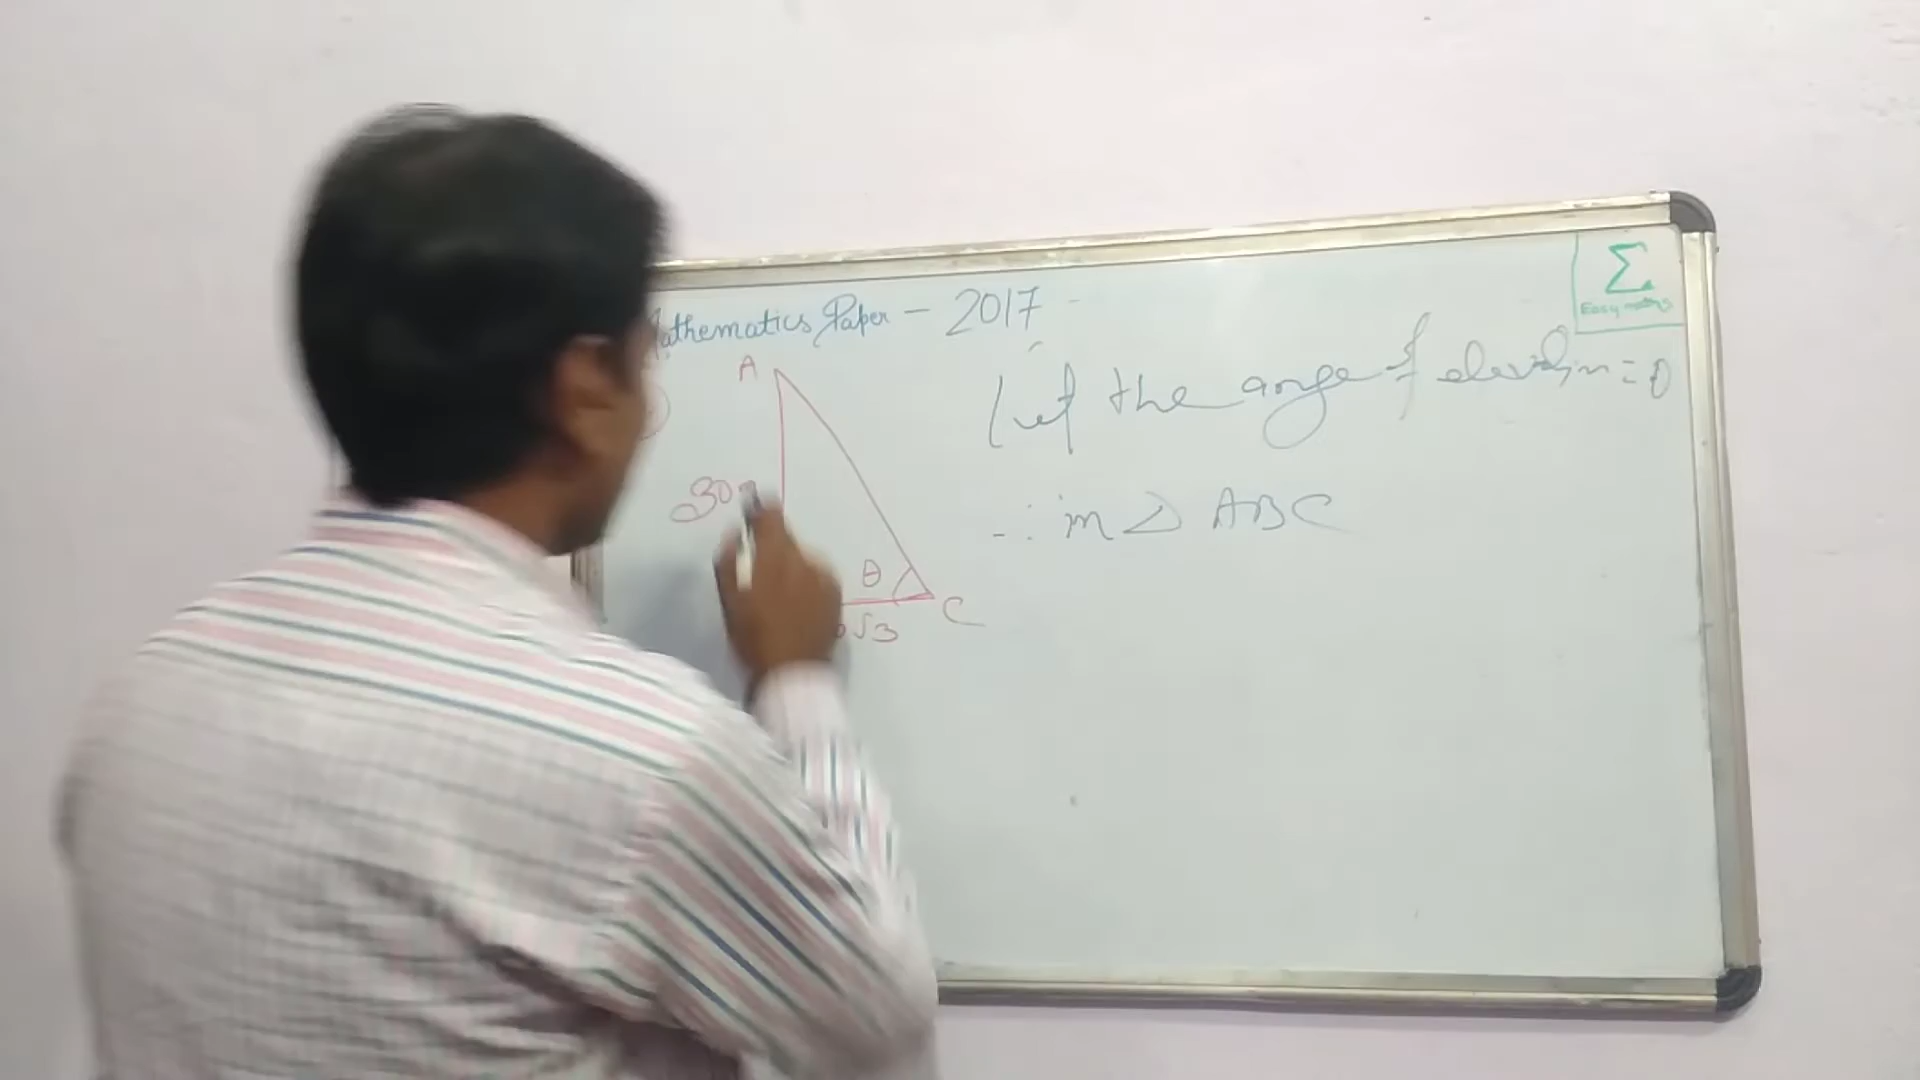 Σ
Easy maths
Mathematics Paper - 2017 -
A
Let the angle of elevation = θ
30
∴ in △ ABC
θ
C
√3